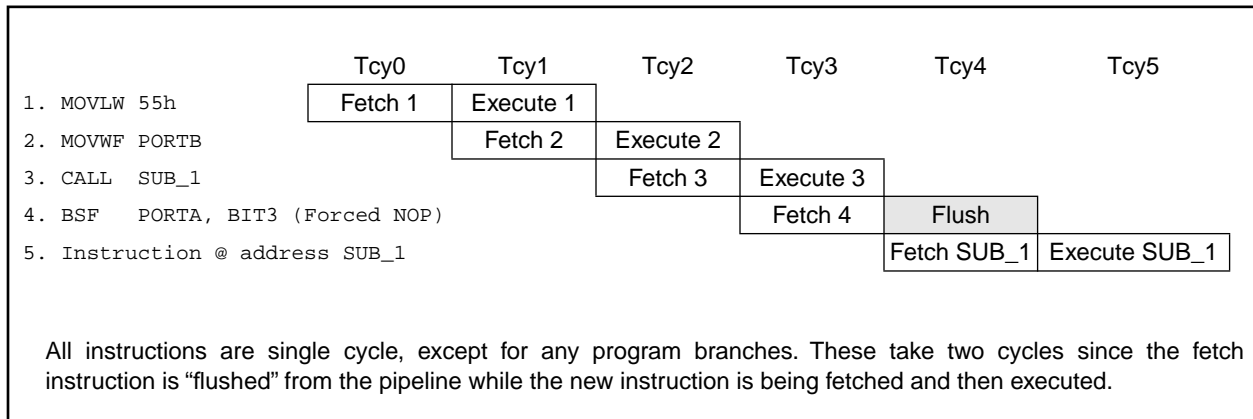 Tcy0 Tcy1 Tcy2 Tcy3 Tcy4 Tcy5
1. MOVLW 55h Fetch 1 Execute 1
2. MOVWF PORTB Fetch 2 Execute 2
3. CALL SUB_1 Fetch 3 Execute 3
4. BSF PORTA, BIT3 (Forced NOP) Fetch 4 Flush
5. Instruction @ address SUB_1 Fetch SUB_1 Execute SUB_1
All instructions are single cycle, except for any program branches. These take two cycles since the fetch
instruction is “flushed” from the pipeline while the new instruction is being fetched and then executed.